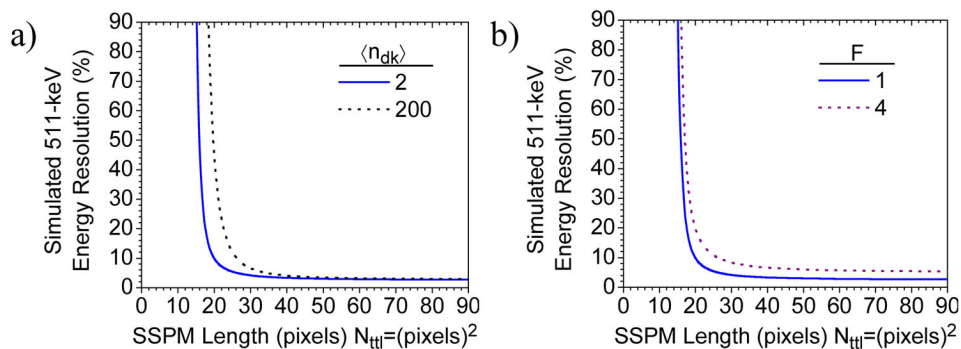 a)
Simulated 511-keV
Energy Resolution (%)
90
80
70
60
50
40
30
20
10
0
⟨n_dk⟩
2
200
0 10 20 30 40 50 60 70 80 90
SSPM Length (pixels) N_ttl=(pixels)²
b)
Simulated 511-keV
Energy Resolution (%)
90
80
70
60
50
40
30
20
10
0
F
1
4
0 10 20 30 40 50 60 70 80 90
SSPM Length (pixels) N_ttl=(pixels)²